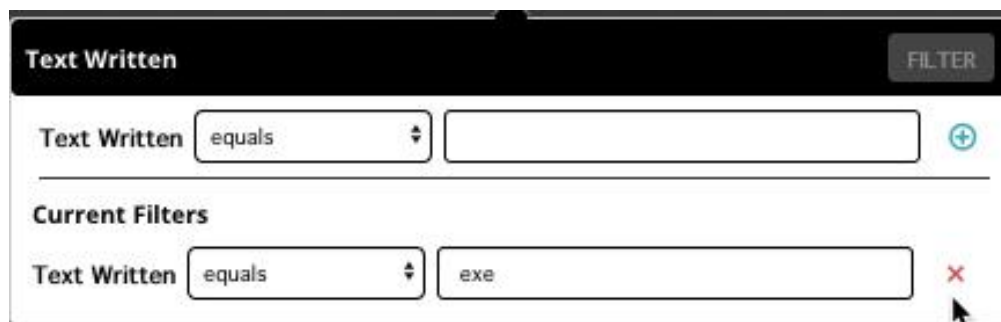 Text Written FILTER
Text Written equals
Current Filters
Text Written equals exe